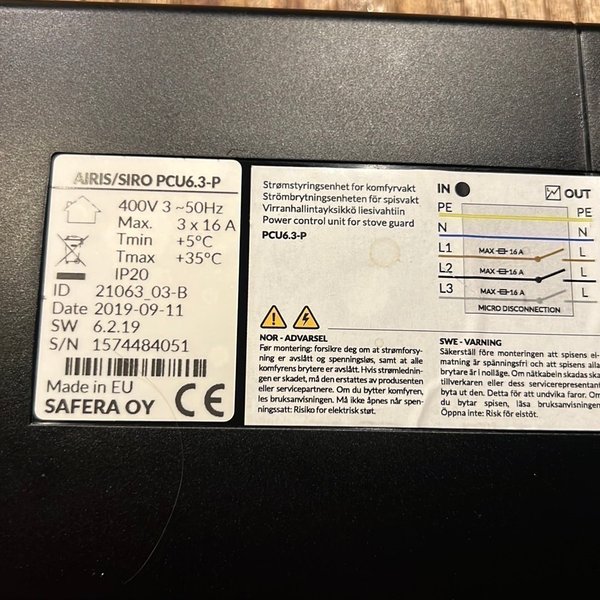 AIRIS/SIRO PCU6.3-P
400V 3 ~50Hz
Max. 3 x 16 A
Tmin +5°C
Tmax +35°C
IP20
ID 21063_03-B
Date 2019-09-11
SW 6.2.19
S/N 1574484051
Made in EU
SAFERA OY CE
Strømstyringsenhet for komfyrvakt
Strömbrytningsenheten för spisvakt
Virranhallintayksikkö liesivahtiin
Power control unit for stove guard
PCU6.3-P
IN OUT
PE PE
N N
L1 MAX 16 A L
L2 MAX 16 A L
L3 MAX 16 A L
MICRO DISCONNECTION
NOR - ADVARSEL
Før montering: forsikre deg om at strømforsy-
ning er avslått og spenningsløs, samt at alle
komfyrens brytere er avslått. Hvis strømlednin-
gen er skadet, må den erstattes av produsenten
eller servicepartnere. Om du bytter komfyren,
les bruksanvisningen. Må ikke åpnes når spen-
ningssatt: Risiko for elektrisk støt.
SWE - VARNING
Säkerställ före monteringen att spisens el-
matning är spänningsfri och att spisens alla
brytare är i nolläge. Om nätkabeln skadas ska
tillverkaren eller dess servicerepresentant
byta ut den. Detta för att undvika faror. Om
du bytar spisen, läsa bruksanvisningen.
Öppna inte: Risk för elstöt.